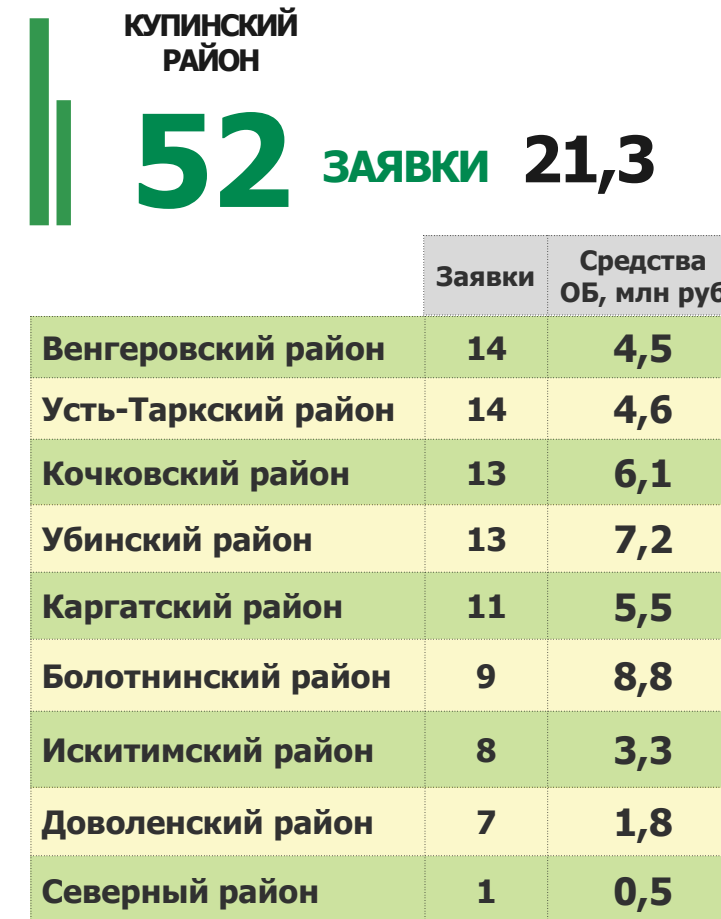 КУПИНСКИЙ
РАЙОН
52 ЗАЯВКИ 21,3
Заявки Средства
ОБ, млн руб
Венгеровский район 14 4,5
Усть-Таркский район 14 4,6
Кочковский район 13 6,1
Убинский район 13 7,2
Каргатский район 11 5,5
Болотнинский район 9 8,8
Искитимский район 8 3,3
Доволенский район 7 1,8
Северный район 1 0,5